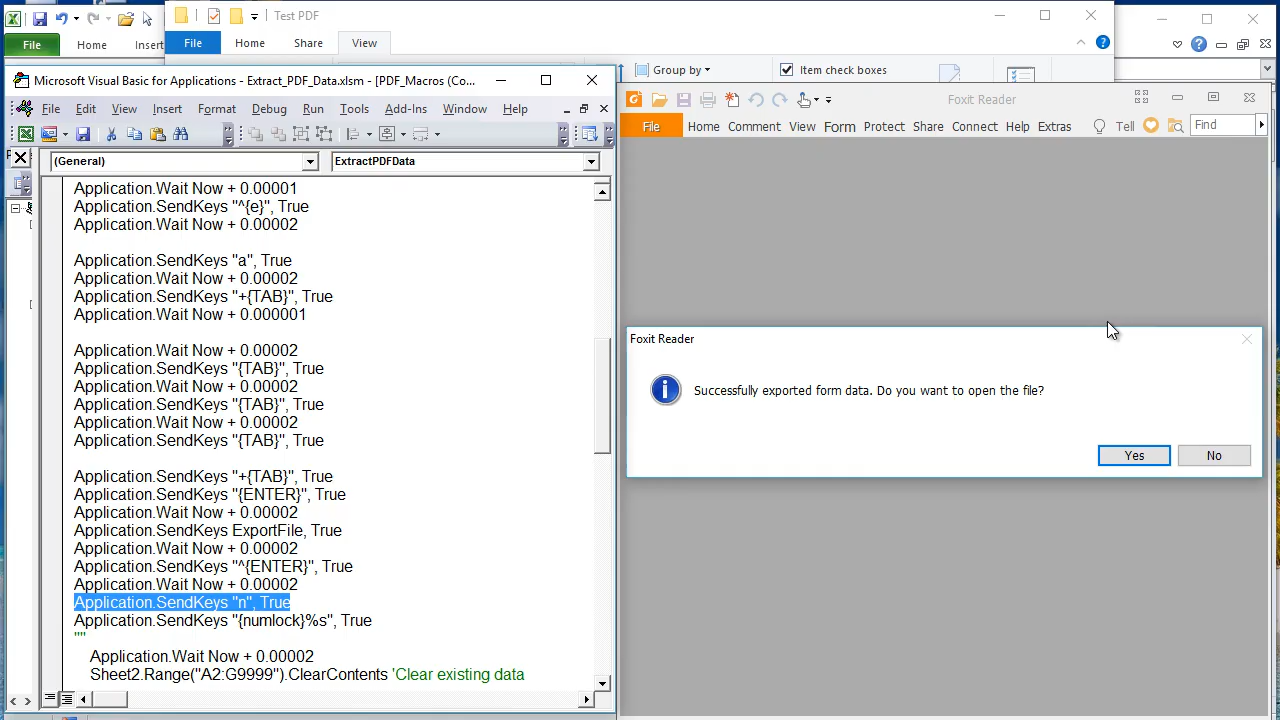 Test PDF
File
Home
Insert
File
Home
Share
View
Group by
Item check boxes
Microsoft Visual Basic for Applications - Extract_PDF_Data.xlsm - [PDF_Macros (Co...
File Edit View Insert Format Debug Run Tools Add-Ins Window Help
(General)
ExtractPDFData
Application.Wait Now + 0.00001
Application.SendKeys "^{e}", True
Application.Wait Now + 0.00002
Application.SendKeys "a", True
Application.Wait Now + 0.00002
Application.SendKeys "+{TAB}", True
Application.Wait Now + 0.000001
Application.Wait Now + 0.00002
Application.SendKeys "{TAB}", True
Application.Wait Now + 0.00002
Application.SendKeys "{TAB}", True
Application.Wait Now + 0.00002
Application.SendKeys "{TAB}", True
Application.SendKeys "+{TAB}", True
Application.SendKeys "{ENTER}", True
Application.Wait Now + 0.00002
Application.SendKeys ExportFile, True
Application.Wait Now + 0.00002
Application.SendKeys "^{ENTER}", True
Application.Wait Now + 0.00002
Application.SendKeys "n", True
Application.SendKeys "{numlock}%s", True
""
Application.Wait Now + 0.00002
Sheet2.Range("A2:G9999").ClearContents 'Clear existing data
Foxit Reader
File Home Comment View Form Protect Share Connect Help Extras Tell Find
Foxit Reader
Successfully exported form data. Do you want to open the file?
Yes
No